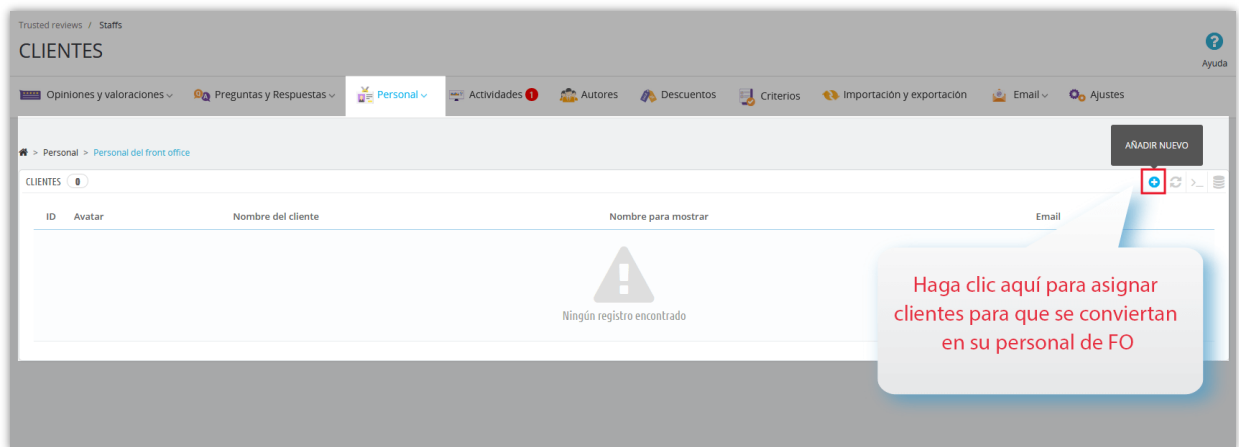 Trusted reviews / Staffs
CLIENTES
Ayuda
Opiniones y valoraciones Preguntas y Respuestas Personal Actividades 1 Autores Descuentos Criterios Importación y exportación Email Ajustes
AÑADIR NUEVO
> Personal > Personal del front office
CLIENTES 0
ID Avatar Nombre del cliente Nombre para mostrar Email
Ningún registro encontrado
Haga clic aquí para asignar
clientes para que se conviertan
en su personal de FO